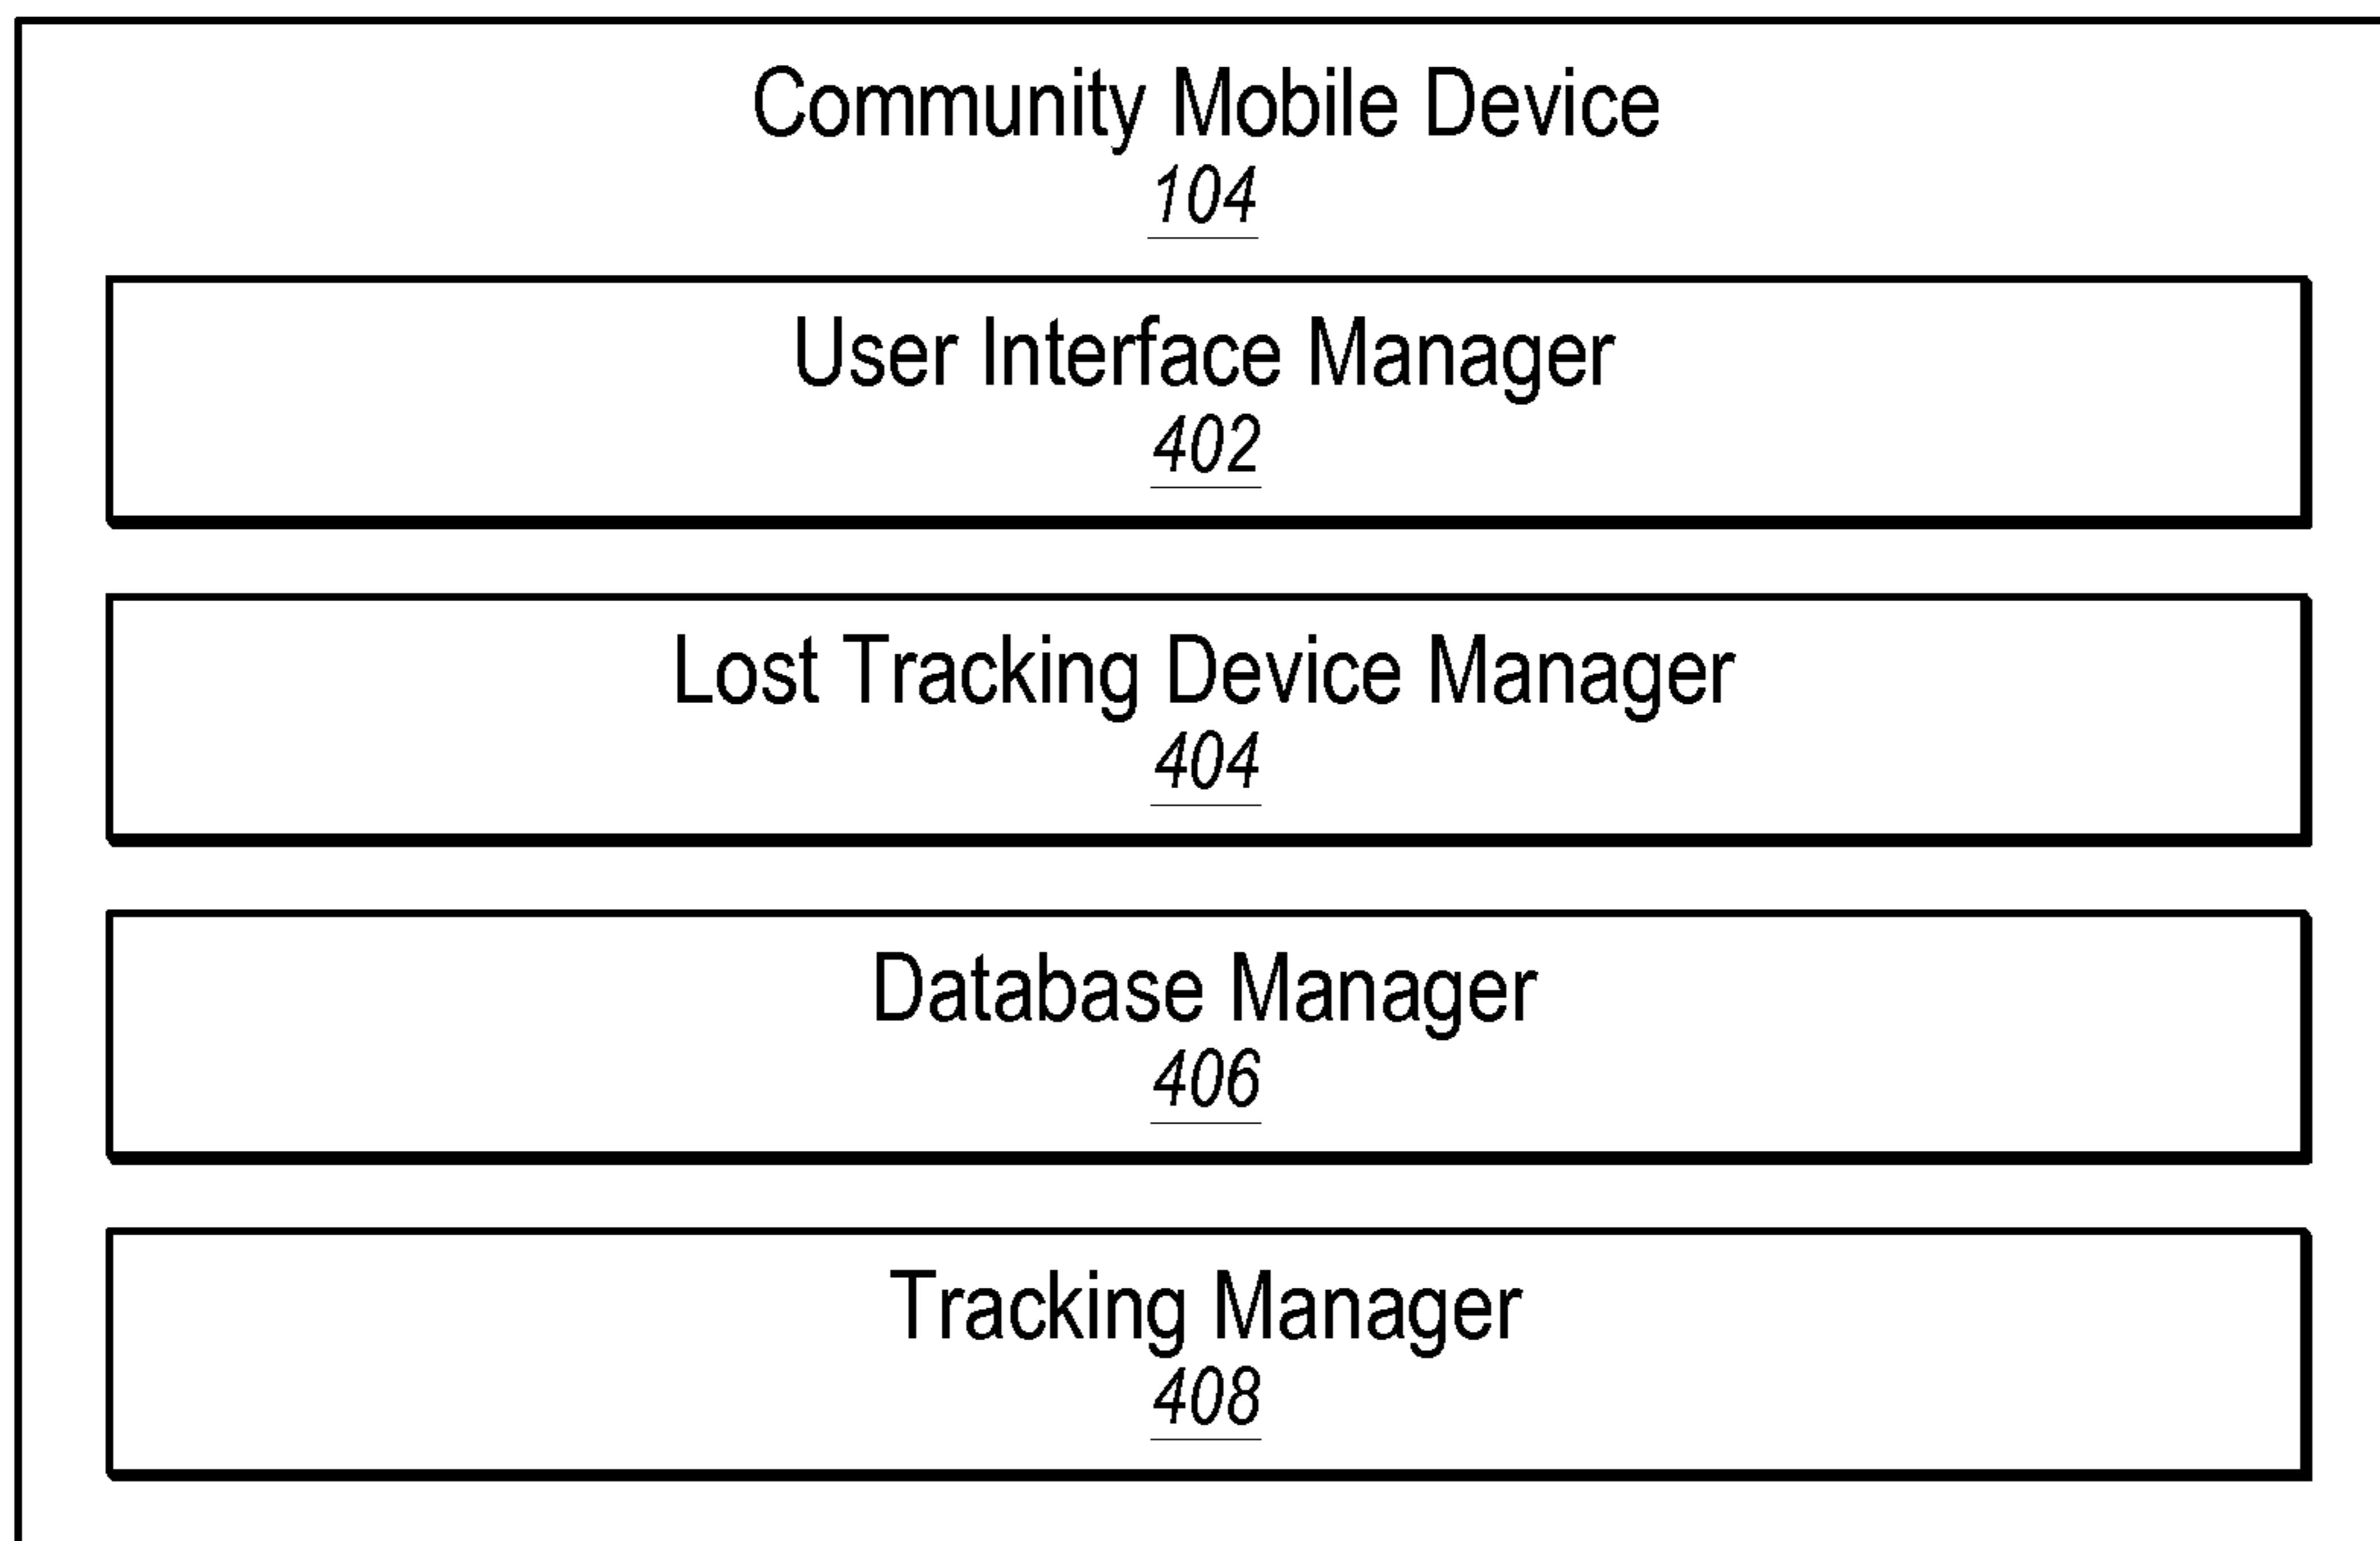 Community Mobile Device
104
User Interface Manager
402
Lost Tracking Device Manager
404
Database Manager
406
Tracking Manager
408